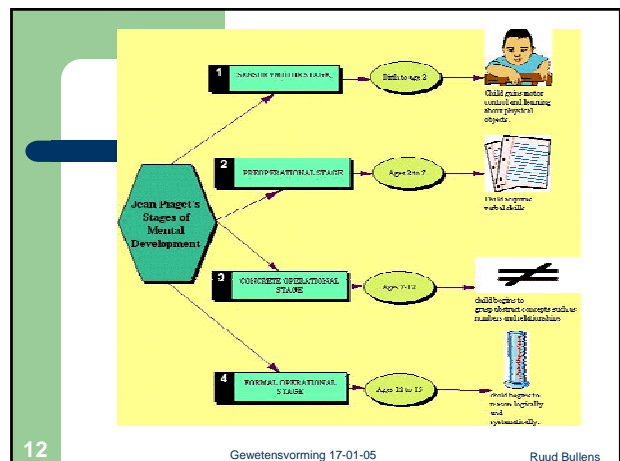 1
SENSORIMOTOR STAGE
Birth to age 2
Child gains motor
control and learning
about physical
objects.
2
PREOPERATIONAL STAGE
Ages 2 to 7
Child acquires
verbal skills
Jean Piaget's
Stages of
Mental
Development
3
CONCRETE OPERATIONAL
STAGE
Ages 7-12
child begins to
grasp abstract concepts such as
numbers and relationships
4
FORMAL OPERATIONAL
STAGE
Ages 12 to 15
child begins to
reason logically
and
systematically.
12
Gewetensvorming 17-01-05
Ruud Bullens